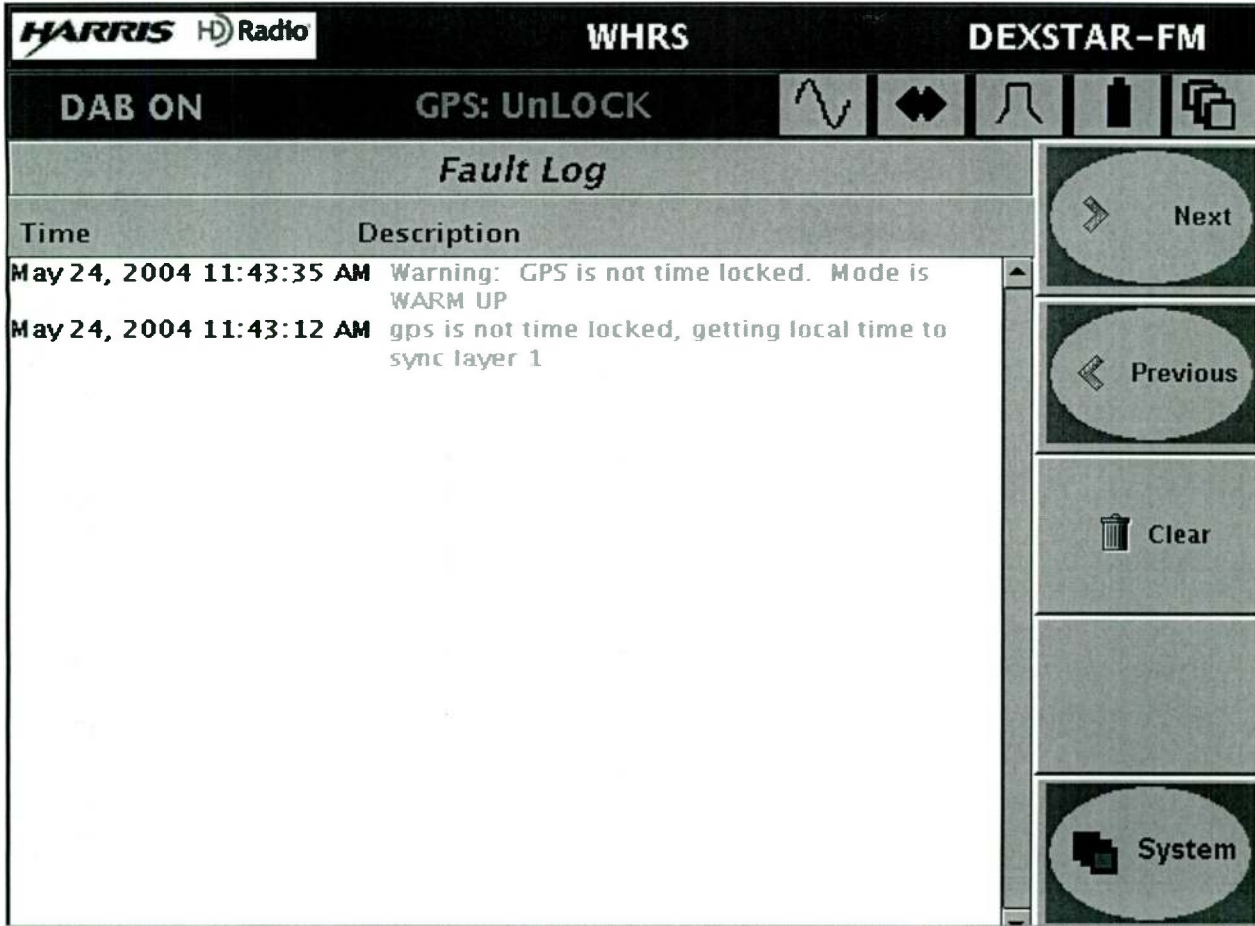 HARRIS HD Radio
WHRS
DEXSTAR-FM
DAB ON
GPS: UnLOCK
Fault Log
Time
Description
May 24, 2004 11:43:35 AM Warning: GPS is not time locked. Mode is
WARM UP
May 24, 2004 11:43:12 AM gps is not time locked, getting local time to
sync layer 1
Next
Previous
Clear
System